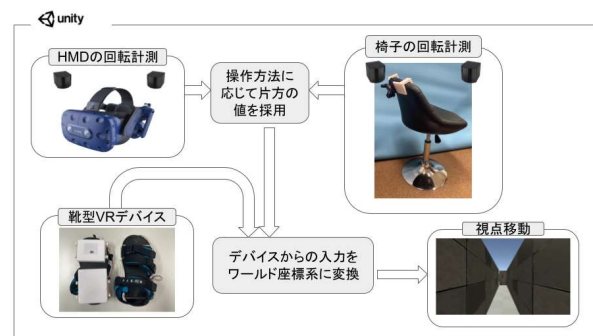 unity
HMDの回転計測
椅子の回転計測
操作方法に
応じて片方の
値を採用
靴型VRデバイス
デバイスからの入力を
ワールド座標系に変換
視点移動